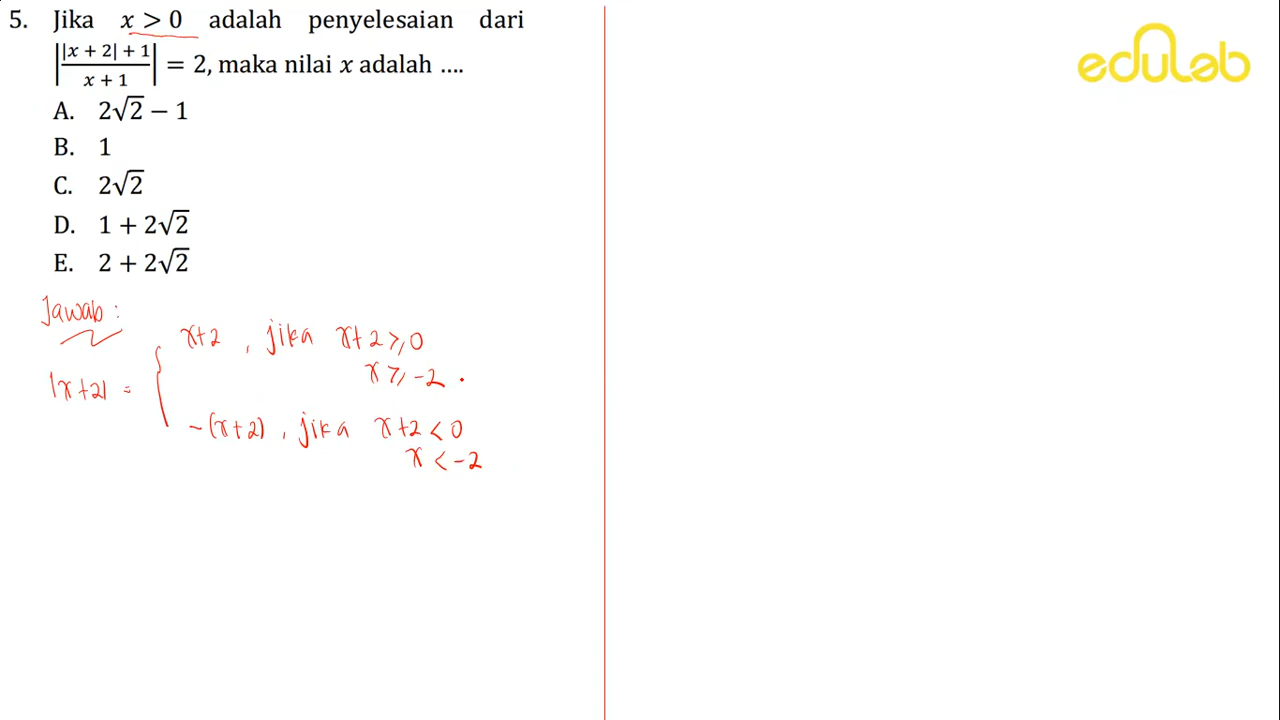 5. Jika x > 0 adalah penyelesaian dari
||x + 2| + 1 / x + 1| = 2, maka nilai x adalah ....
A. 2√2 − 1
B. 1
C. 2√2
D. 1 + 2√2
E. 2 + 2√2
Jawab :
|x+2| = { x+2 , jika x+2 ≥ 0
x ≥ -2 .
-(x+2) , jika x+2 < 0
x < -2
edulab